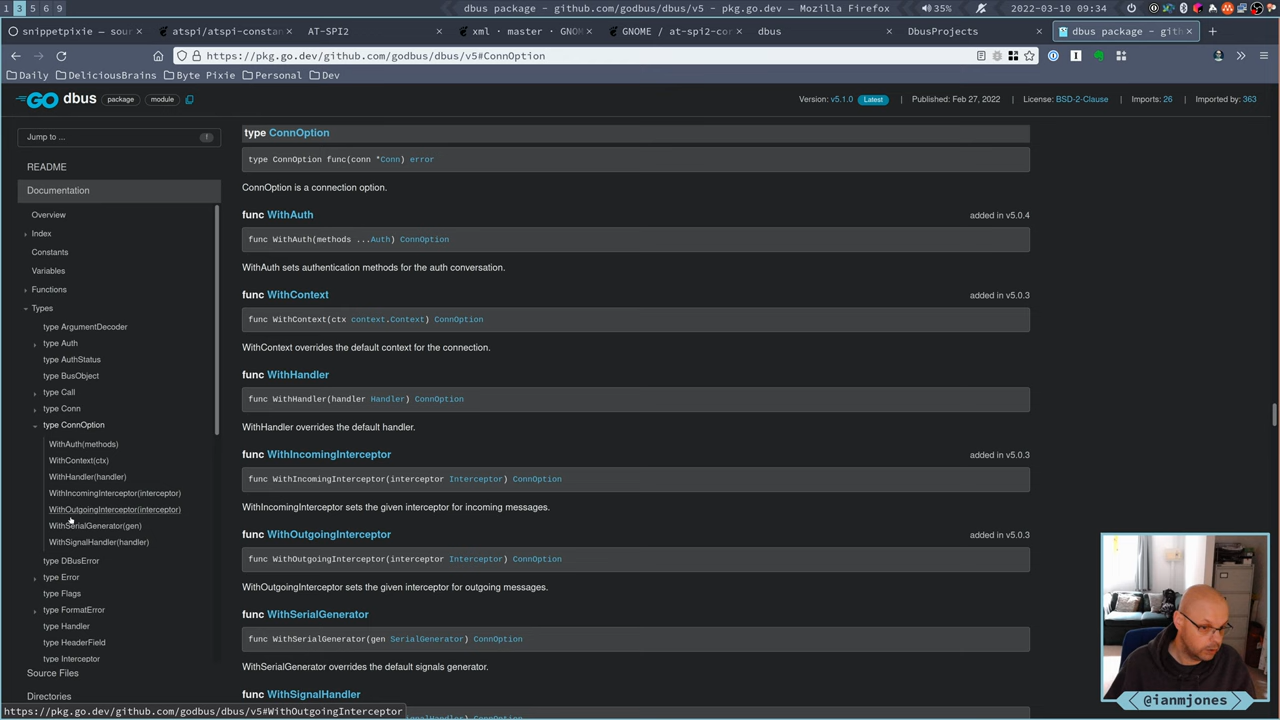 1 3 5 6 9
dbus package - github.com/godbus/dbus/v5 - pkg.go.dev — Mozilla Firefox
35%
2022-03-10 09:34
snippetpixie — sour
atspi/atspi-constan
AT-SPI2
xml · master · GNOM
GNOME / at-spi2-co
dbus
DbusProjects
dbus package - gith
https://pkg.go.dev/github.com/godbus/dbus/v5#ConnOption
Daily
DeliciousBrains
Byte Pixie
Personal
Dev
GO dbus package module
Version: v5.1.0 Latest | Published: Feb 27, 2022 | License: BSD-2-Clause | Imports: 26 | Imported by: 363
Jump to ... f
README
Documentation
Overview
Index
Constants
Variables
Functions
Types
type ArgumentDecoder
type Auth
type AuthStatus
type BusObject
type Call
type Conn
type ConnOption
WithAuth(methods)
WithContext(ctx)
WithHandler(handler)
WithIncomingInterceptor(interceptor)
WithOutgoingInterceptor(interceptor)
WithSerialGenerator(gen)
WithSignalHandler(handler)
type DBusError
type Error
type Flags
type FormatError
type Handler
type HeaderField
type Interceptor
Source Files
Directories
type ConnOption
type ConnOption func(conn *Conn) error
ConnOption is a connection option.
func WithAuth added in v5.0.4
func WithAuth(methods ...Auth) ConnOption
WithAuth sets authentication methods for the auth conversation.
func WithContext added in v5.0.3
func WithContext(ctx context.Context) ConnOption
WithContext overrides the default context for the connection.
func WithHandler
func WithHandler(handler Handler) ConnOption
WithHandler overrides the default handler.
func WithIncomingInterceptor added in v5.0.3
func WithIncomingInterceptor(interceptor Interceptor) ConnOption
WithIncomingInterceptor sets the given interceptor for incoming messages.
func WithOutgoingInterceptor added in v5.0.3
func WithOutgoingInterceptor(interceptor Interceptor) ConnOption
WithOutgoingInterceptor sets the given interceptor for outgoing messages.
func WithSerialGenerator
func WithSerialGenerator(gen SerialGenerator) ConnOption
WithSerialGenerator overrides the default signals generator.
func WithSignalHandler
https://pkg.go.dev/github.com/godbus/dbus/v5#WithOutgoingInterceptor
@ianmjones